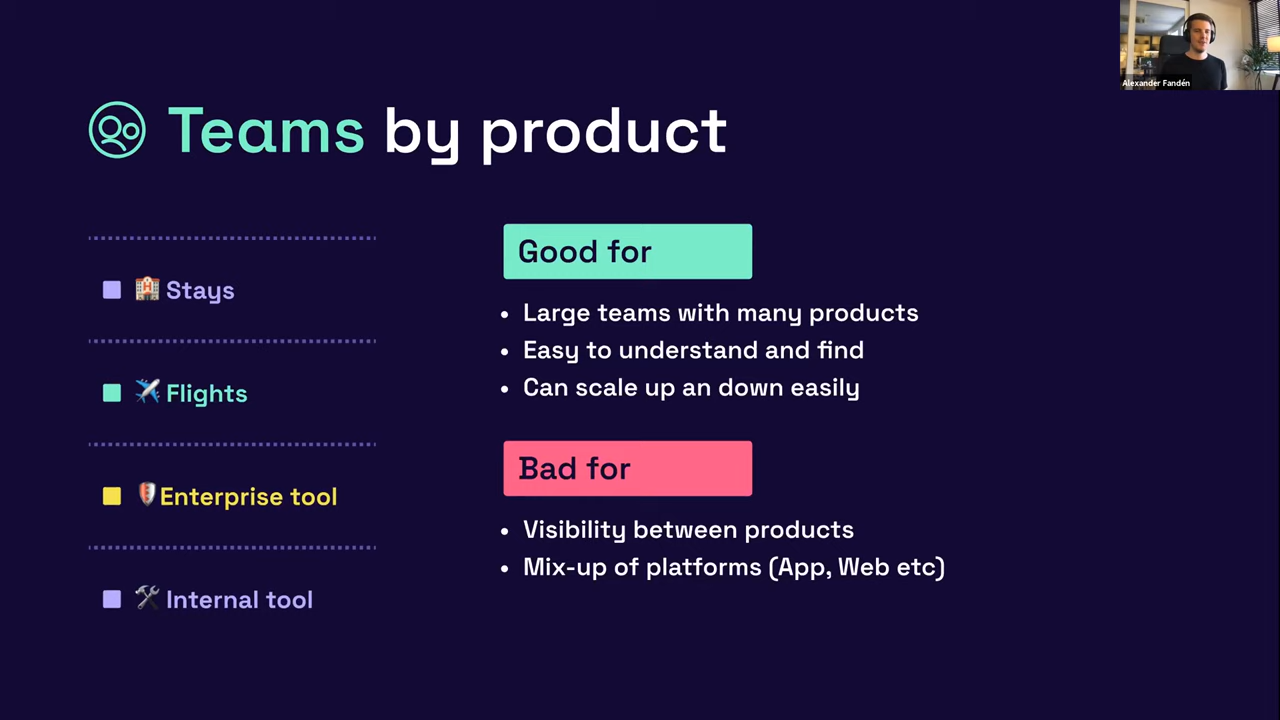 Alexander Fandén
Teams by product
Stays
Flights
Enterprise tool
Internal tool
Good for
• Large teams with many products
• Easy to understand and find
• Can scale up an down easily
Bad for
• Visibility between products
• Mix-up of platforms (App, Web etc)